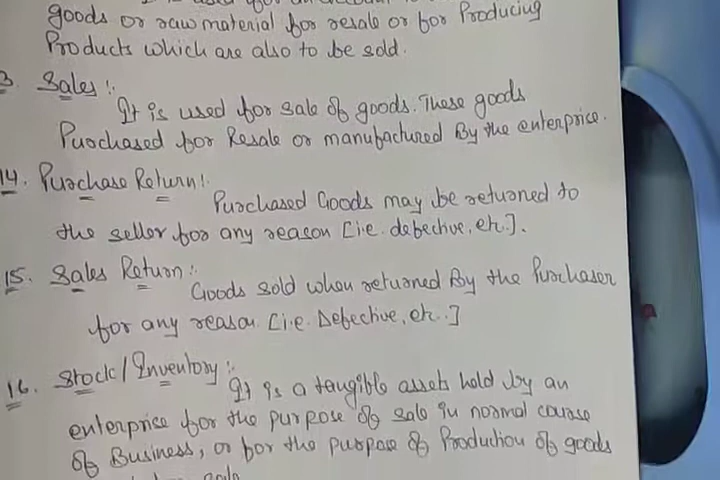 goods or raw material for resale or for Producing
Products which are also to be sold.
3. Sales :-
It is used for sale of goods. These goods
Purchased for Resale or manufactured By the enterprice.
14. Purchase Return :-
Purchased Goods may be returned to
the seller for any reason [i.e. defective, etc.].
15. Sales Return :-
Goods sold when returned By the Purchaser
for any reason. [i.e. Defective, etc.]
16. Stock / Inventory :-
It is a tangible assets held by an
enterprice for the purpose of sale in normal course
of Business, or for the purpose of Production of goods